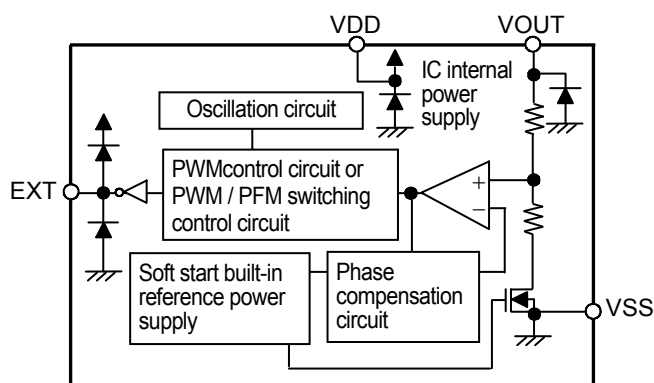 VDD
VOUT
IC internal
power
supply
Oscillation circuit
PWMcontrol circuit or
PWM / PFM switching
control circuit
EXT
+
−
Soft start built-in
reference power
supply
Phase
compensation
circuit
VSS